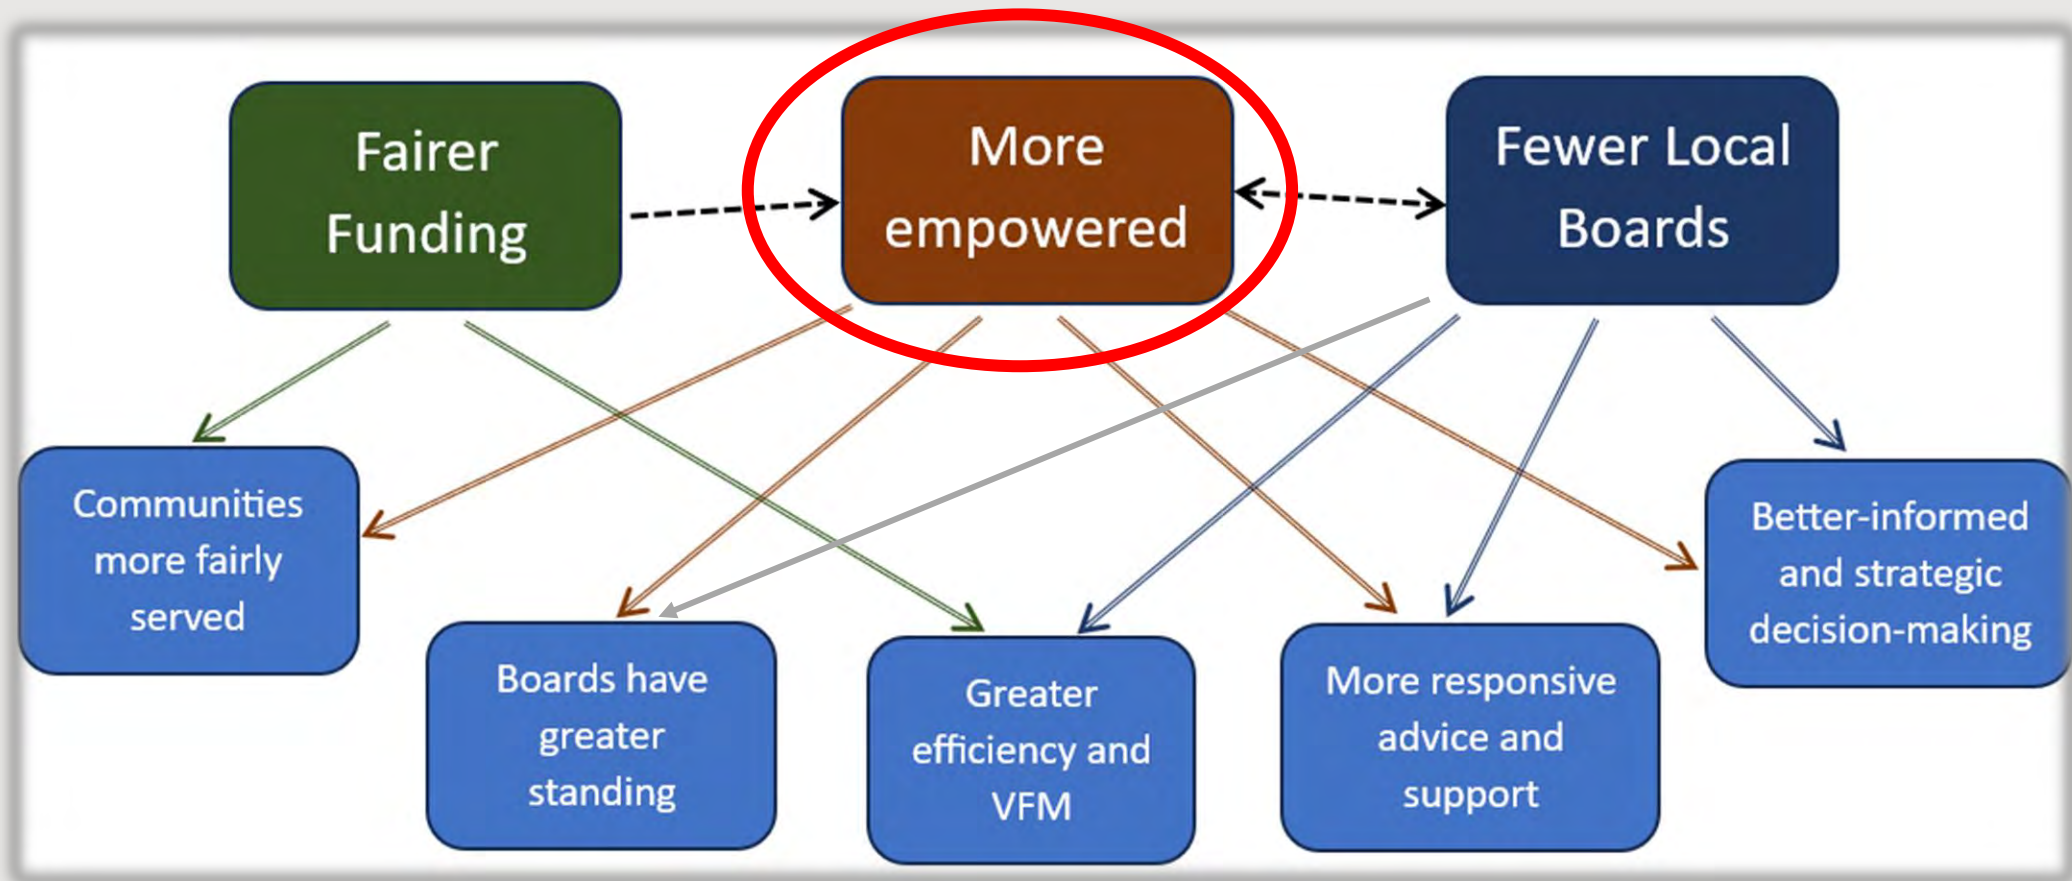 Fairer
Funding
More
empowered
Fewer Local
Boards
Communities
more fairly
served
Boards have
greater
standing
Greater
efficiency and
VFM
More responsive
advice and
support
Better-informed
and strategic
decision-making